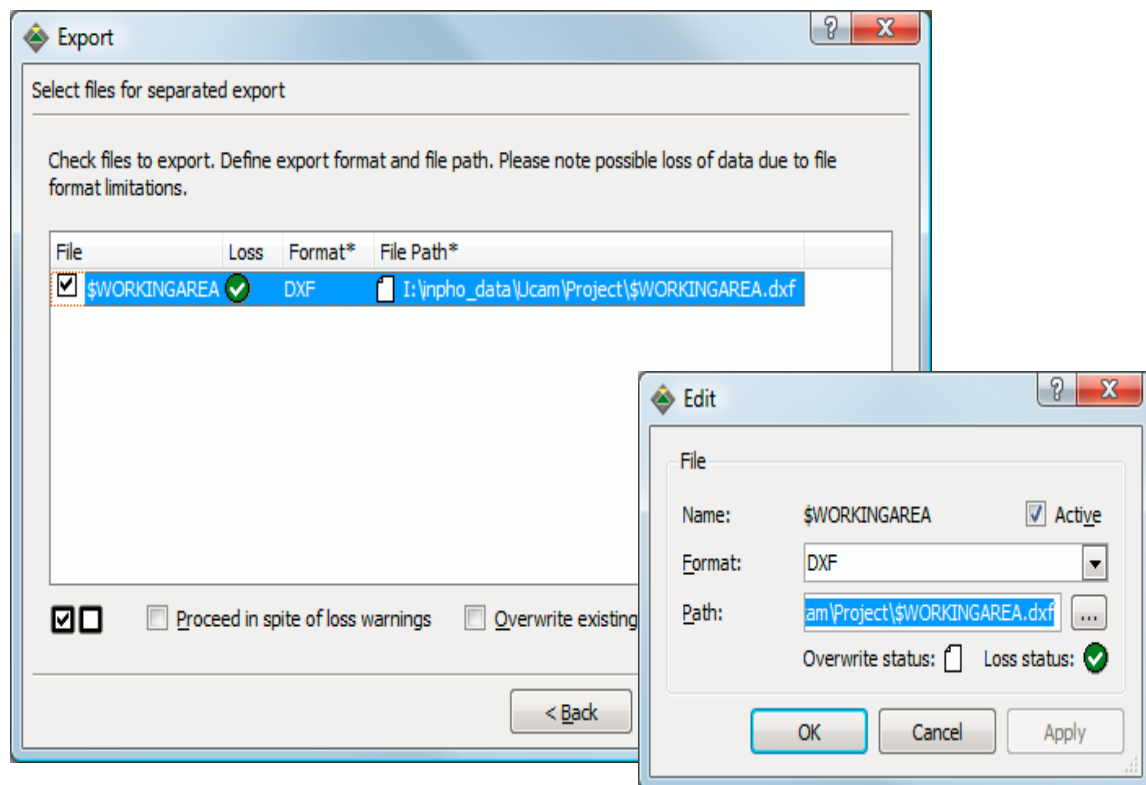 Export
Select files for separated export
Check files to export. Define export format and file path. Please note possible loss of data due to file
format limitations.
File Loss Format* File Path*
$WORKINGAREA DXF I:\inpho_data\Ucam\Project\$WORKINGAREA.dxf
Proceed in spite of loss warnings Overwrite existing
< Back
Edit
File
Name: $WORKINGAREA Active
Format: DXF
Path: am\Project\$WORKINGAREA.dxf ...
Overwrite status: Loss status:
OK Cancel Apply